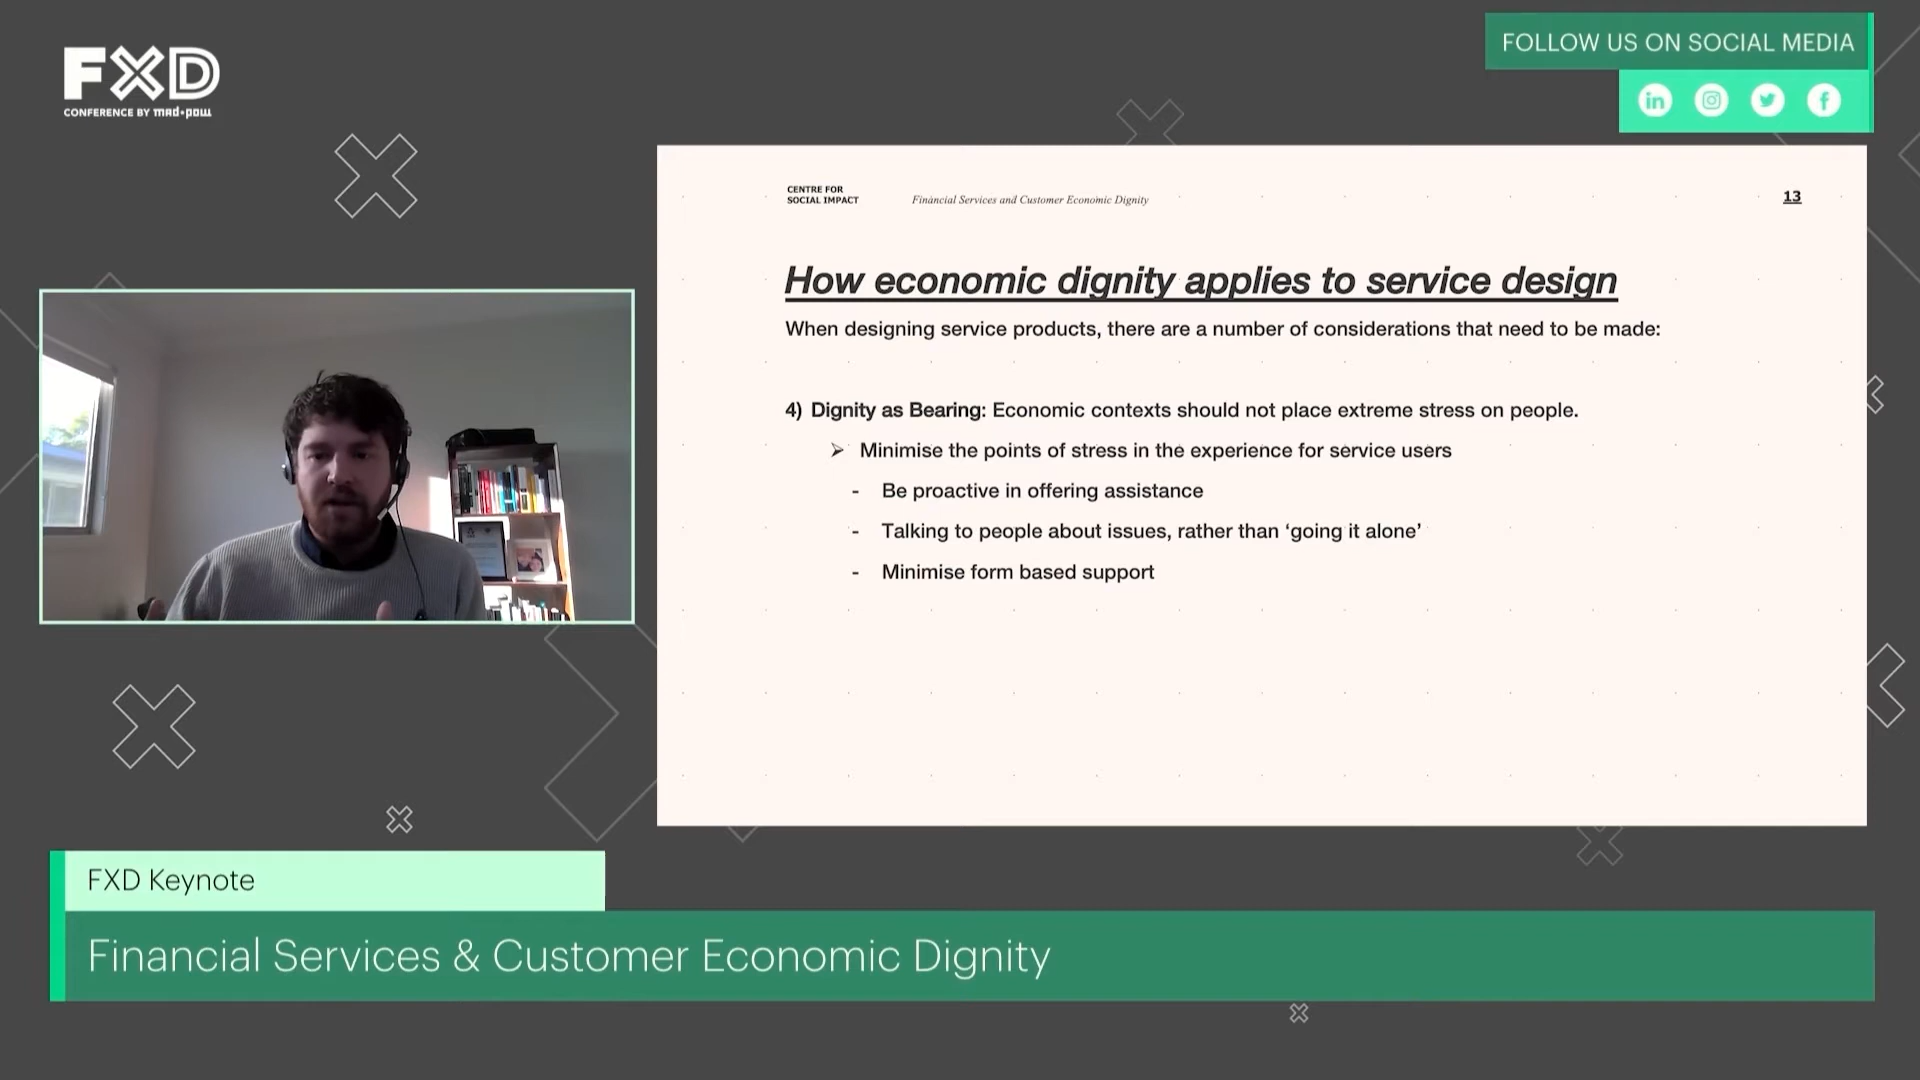 FXD
CONFERENCE BY mad*pow
FOLLOW US ON SOCIAL MEDIA
in
f
CENTRE FOR
SOCIAL IMPACT
Financial Services and Customer Economic Dignity
13
How economic dignity applies to service design
When designing service products, there are a number of considerations that need to be made:
4) Dignity as Bearing: Economic contexts should not place extreme stress on people.
➢ Minimise the points of stress in the experience for service users
- Be proactive in offering assistance
- Talking to people about issues, rather than ‘going it alone’
- Minimise form based support
FXD Keynote
Financial Services & Customer Economic Dignity